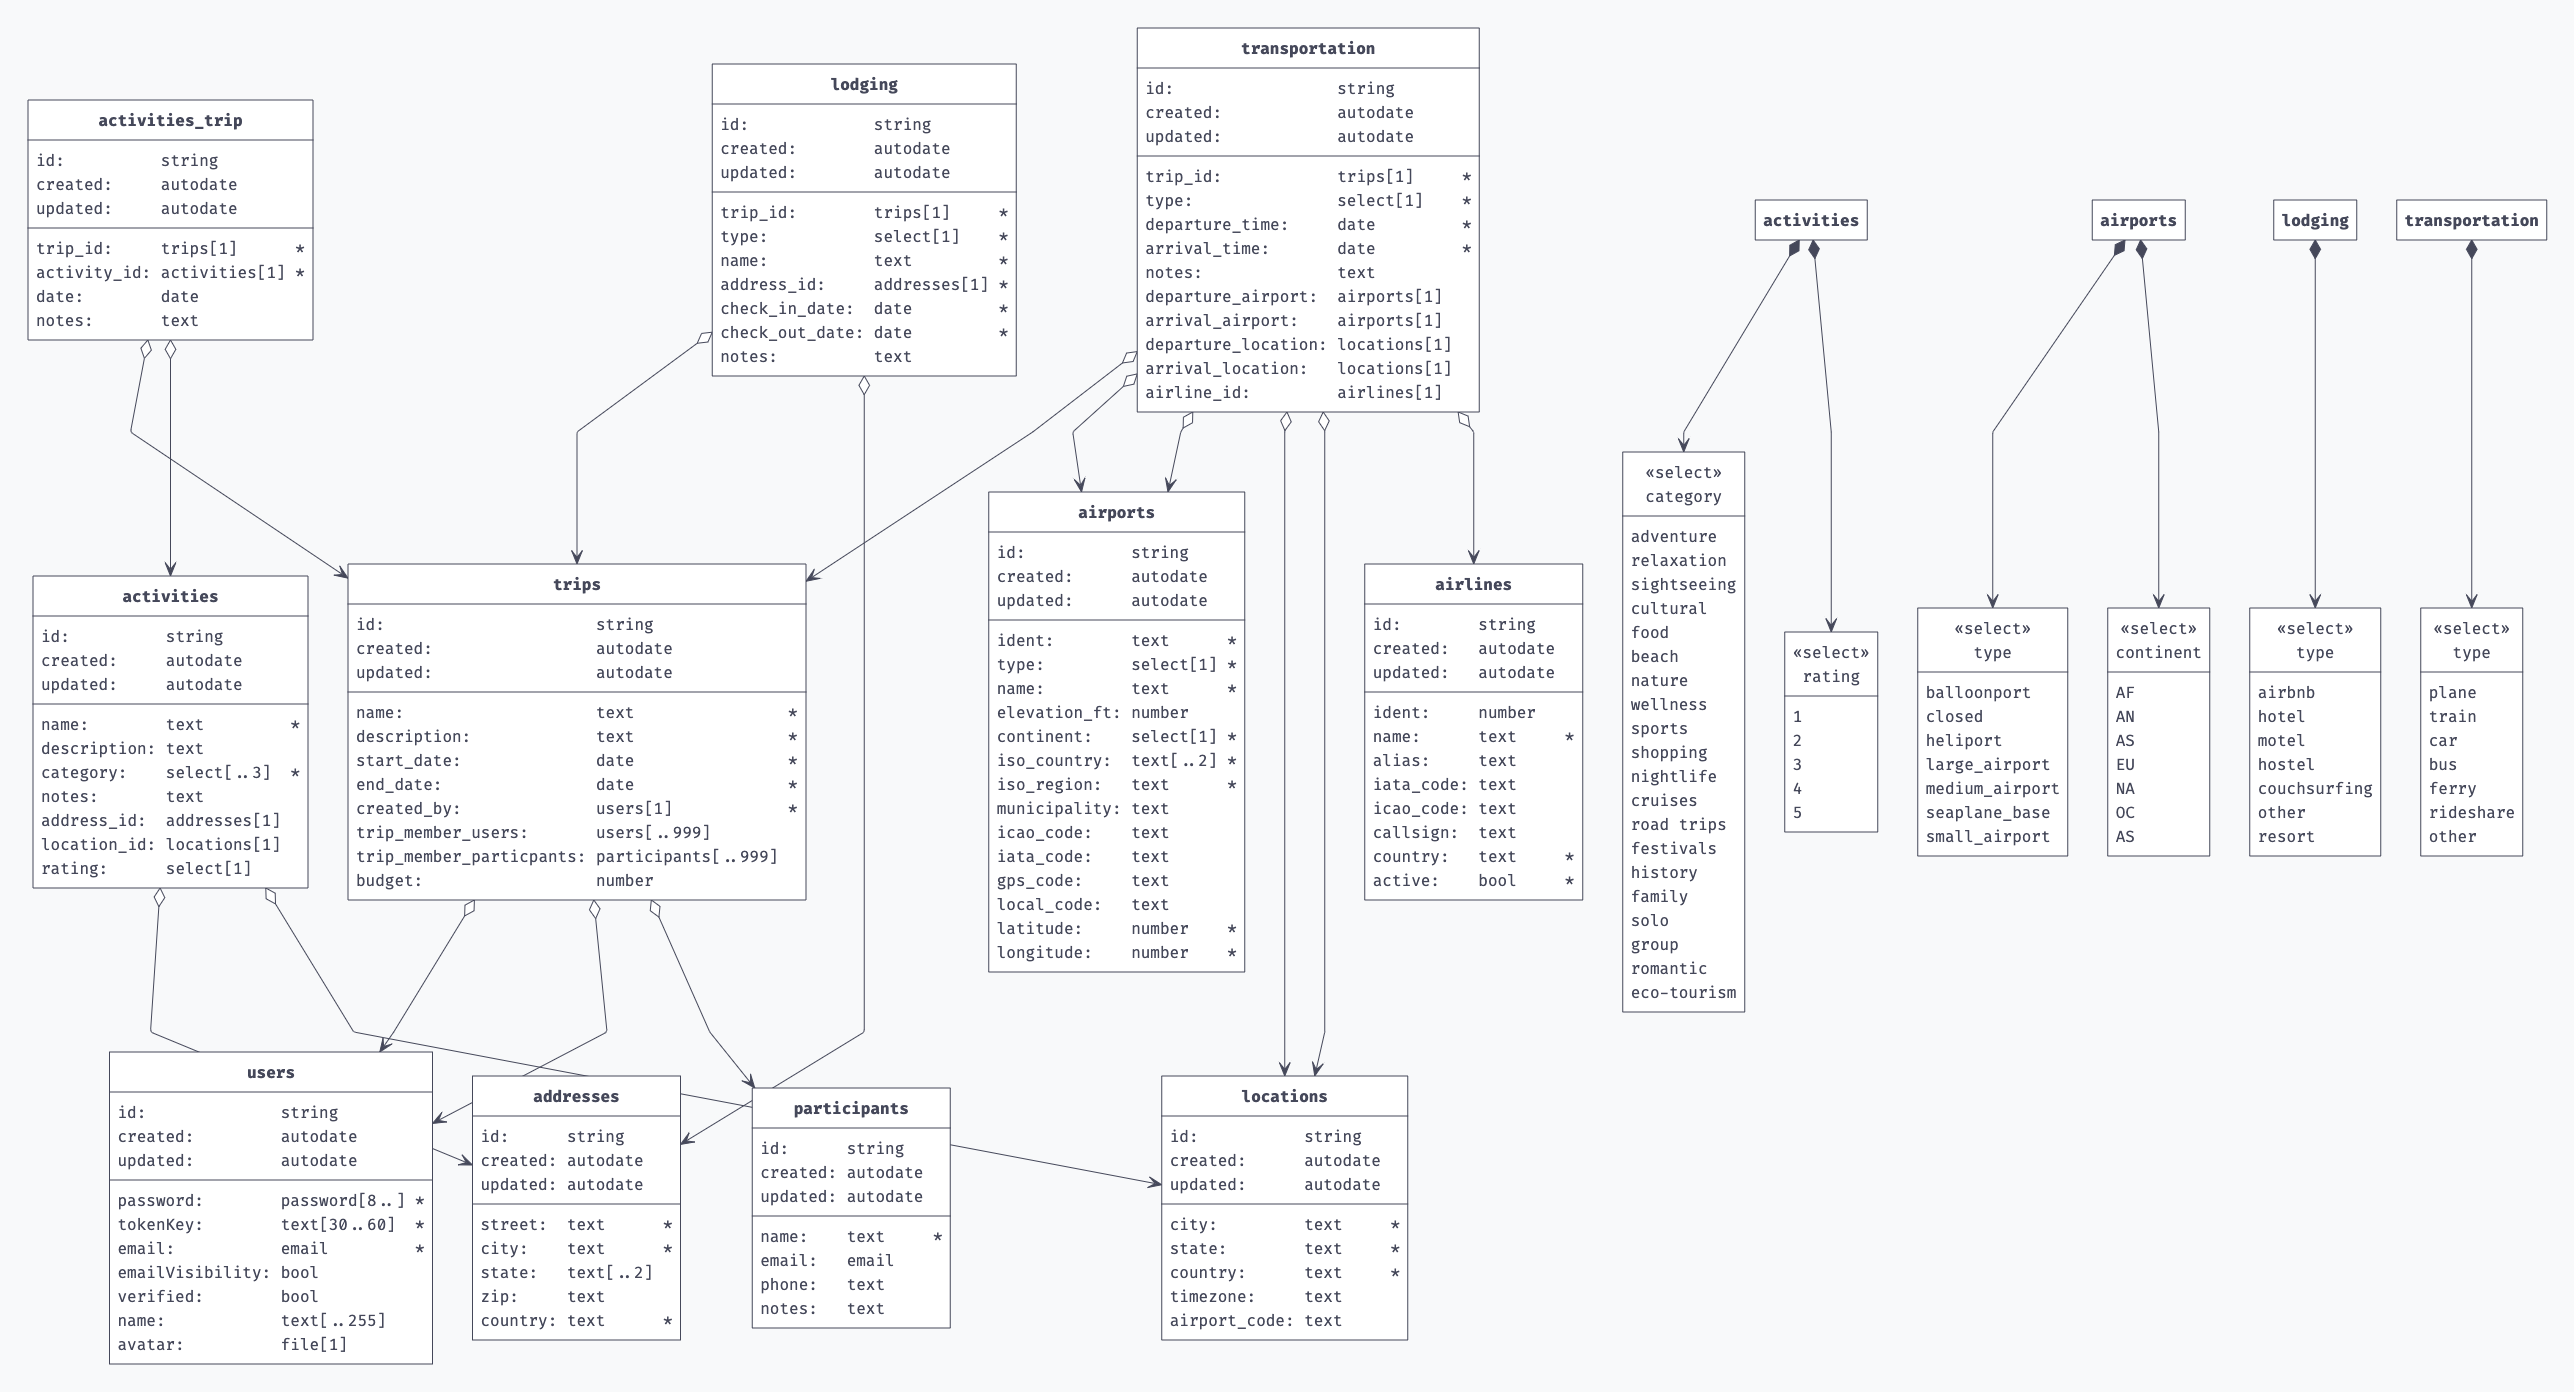 activities_trip
id: string
created: autodate
updated: autodate
trip_id: trips[1] *
activity_id: activities[1] *
date: date
notes: text
lodging
id: string
created: autodate
updated: autodate
trip_id: trips[1] *
type: select[1] *
name: text *
address_id: addresses[1] *
check_in_date: date *
check_out_date: date *
notes: text
transportation
id: string
created: autodate
updated: autodate
trip_id: trips[1] *
type: select[1] *
departure_time: date *
arrival_time: date *
notes: text
departure_airport: airports[1]
arrival_airport: airports[1]
departure_location: locations[1]
arrival_location: locations[1]
airline_id: airlines[1]
activities
airports
lodging
transportation
activities
id: string
created: autodate
updated: autodate
name: text *
description: text
category: select[..3] *
notes: text
address_id: addresses[1]
location_id: locations[1]
rating: select[1]
trips
id: string
created: autodate
updated: autodate
name: text *
description: text *
start_date: date *
end_date: date *
created_by: users[1] *
trip_member_users: users[..999]
trip_member_particpants: participants[..999]
budget: number
airports
id: string
created: autodate
updated: autodate
ident: text *
type: select[1] *
name: text *
elevation_ft: number
continent: select[1] *
iso_country: text[..2] *
iso_region: text *
municipality: text
icao_code: text
iata_code: text
gps_code: text
local_code: text
latitude: number *
longitude: number *
airlines
id: string
created: autodate
updated: autodate
ident: number
name: text *
alias: text
iata_code: text
icao_code: text
callsign: text
country: text *
active: bool *
«select»
category
adventure
relaxation
sightseeing
cultural
food
beach
nature
wellness
sports
shopping
nightlife
cruises
road trips
festivals
history
family
solo
group
romantic
eco-tourism
«select»
rating
1
2
3
4
5
«select»
type
balloonport
closed
heliport
large_airport
medium_airport
seaplane_base
small_airport
«select»
continent
AF
AN
AS
EU
NA
OC
AS
«select»
type
airbnb
hotel
motel
hostel
couchsurfing
other
resort
«select»
type
plane
train
car
bus
ferry
rideshare
other
users
id: string
created: autodate
updated: autodate
password: password[8..] *
tokenKey: text[30..60] *
email: email *
emailVisibility: bool
verified: bool
name: text[..255]
avatar: file[1]
addresses
id: string
created: autodate
updated: autodate
street: text *
city: text *
state: text[..2]
zip: text
country: text *
participants
id: string
created: autodate
updated: autodate
name: text *
email: email
phone: text
notes: text
locations
id: string
created: autodate
updated: autodate
city: text *
state: text *
country: text *
timezone: text
airport_code: text